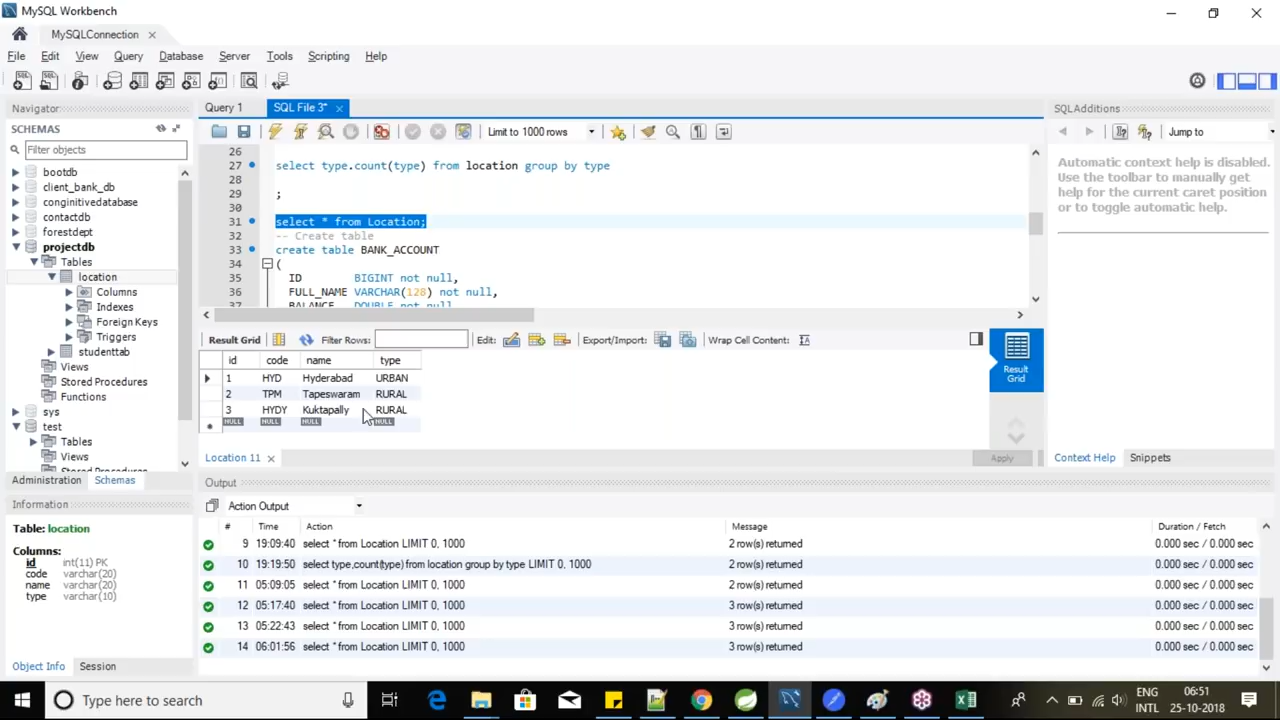 MySQL Workbench
MySQLConnection
File Edit View Query Database Server Tools Scripting Help
Navigator
SCHEMAS
Filter objects
bootdb
client_bank_db
conginitivedatabase
contactdb
forestdept
projectdb
Tables
location
Columns
Indexes
Foreign Keys
Triggers
studenttab
Views
Stored Procedures
Functions
sys
test
Tables
Views
Stored Procedures
Administration Schemas
Information
Table: location
Columns:
id int(11) PK
code varchar(20)
name varchar(20)
type varchar(10)
Object Info Session
Query 1 SQL File 3*
Limit to 1000 rows
26
27 select type.count(type) from location group by type
28
29 ;
30
31 select * from Location;
32 -- Create table
33 create table BANK_ACCOUNT
34 (
35 ID BIGINT not null,
36 FULL_NAME VARCHAR(128) not null,
37 BALANCE DOUBLE not null
Result Grid Filter Rows: Edit: Export/Import: Wrap Cell Content:
id code name type
1 HYD Hyderabad URBAN
2 TPM Tapeswaram RURAL
3 HYDY Kuktapally RURAL
NULL NULL NULL NULL
Result Grid
Location 11
Apply
SQLAdditions
Jump to
Automatic context help is disabled.
Use the toolbar to manually get
help for the current caret position
or to toggle automatic help.
Context Help Snippets
Output
Action Output
# Time Action Message Duration / Fetch
9 19:09:40 select * from Location LIMIT 0, 1000 2 row(s) returned 0.000 sec / 0.000 sec
10 19:19:50 select type,count(type) from location group by type LIMIT 0, 1000 2 row(s) returned 0.000 sec / 0.000 sec
11 05:09:05 select * from Location LIMIT 0, 1000 2 row(s) returned 0.000 sec / 0.000 sec
12 05:17:40 select * from Location LIMIT 0, 1000 3 row(s) returned 0.000 sec / 0.000 sec
13 05:22:43 select * from Location LIMIT 0, 1000 3 row(s) returned 0.000 sec / 0.000 sec
14 06:01:56 select * from Location LIMIT 0, 1000 3 row(s) returned 0.000 sec / 0.000 sec
Type here to search
ENG
INTL
06:51
25-10-2018